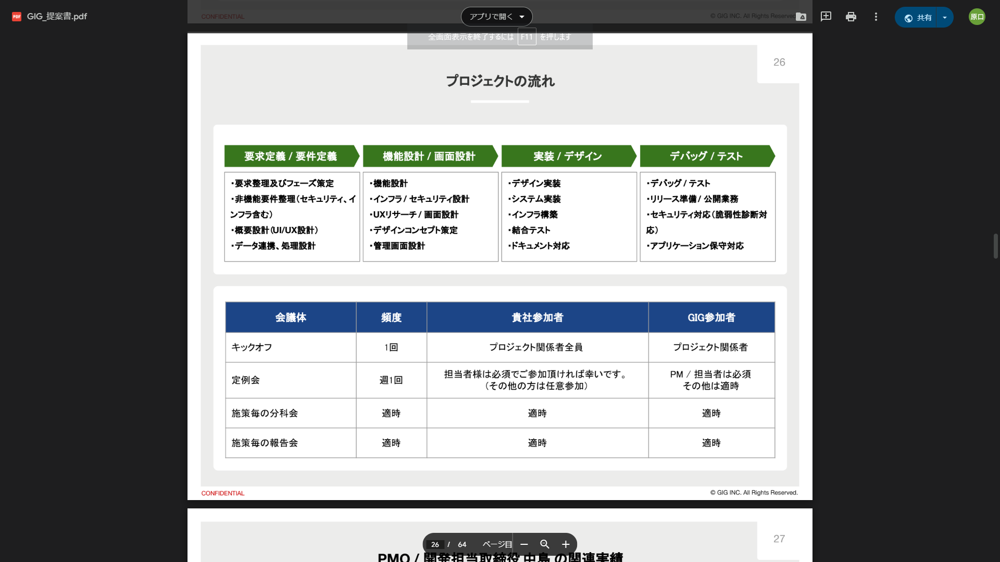 GIG_提案書.pdf
アプリで開く
共有
原口
CONFIDENTIAL
© GIG INC. All Rights Reserved.
全画面表示を終了するには F11 を押します
26
プロジェクトの流れ
要求定義 / 要件定義
・要求整理及びフェーズ策定
・非機能要件整理（セキュリティ、イ
ンフラ含む）
・概要設計（UI/UX設計）
・データ連携、処理設計
機能設計 / 画面設計
・機能設計
・インフラ / セキュリティ設計
・UXリサーチ / 画面設計
・デザインコンセプト策定
・管理画面設計
実装 / デザイン
・デザイン実装
・システム実装
・インフラ構築
・結合テスト
・ドキュメント対応
デバッグ / テスト
・デバッグ / テスト
・リリース準備 / 公開業務
・セキュリティ対応（脆弱性診断対
応）
・アプリケーション保守対応
会議体 頻度 貴社参加者 GIG参加者
キックオフ 1回 プロジェクト関係者全員 プロジェクト関係者
定例会 週1回 担当者様は必須でご参加頂ければ幸いです。
（その他の方は任意参加） PM / 担当者は必須
その他は適時
施策毎の分科会 適時 適時 適時
施策毎の報告会 適時 適時 適時
CONFIDENTIAL
© GIG INC. All Rights Reserved.
27
26 / 64 ページ目
PMO / 開発担当取締役 中島 の関連実績